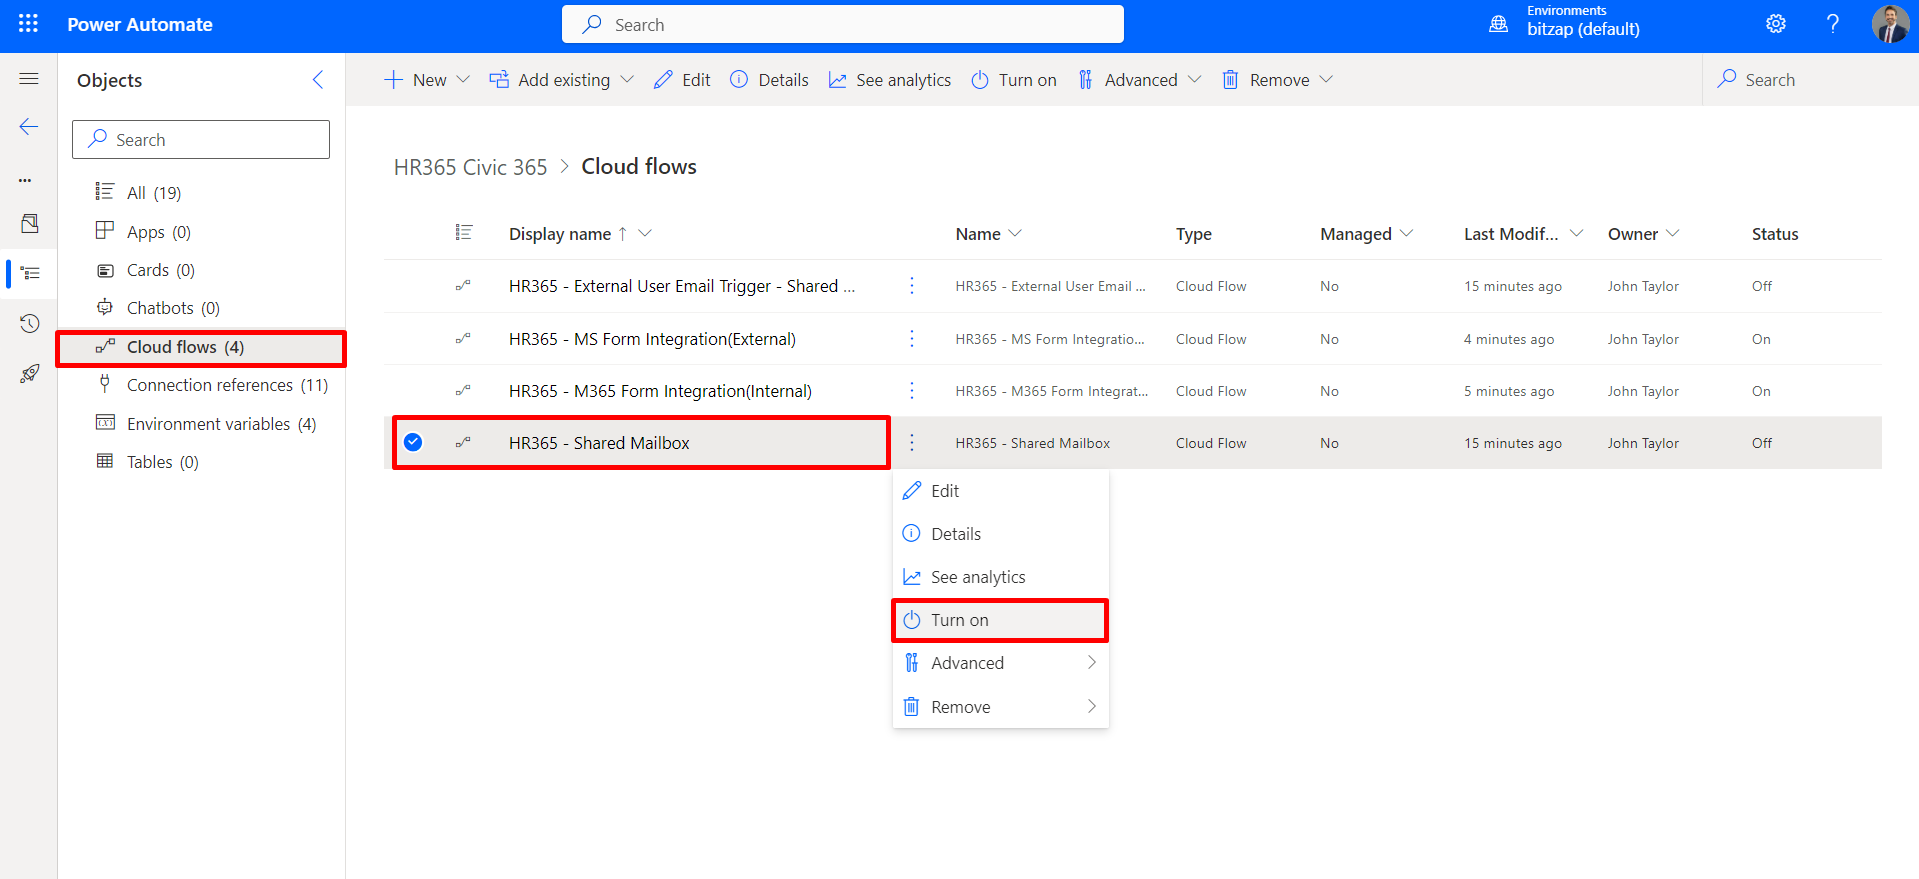 Power Automate
Search
Environments
bitzap (default)
?
Objects
New
Add existing
Edit
Details
See analytics
Turn on
Advanced
Remove
Search
Search
All (19)
Apps (0)
Cards (0)
Chatbots (0)
Cloud flows (4)
Connection references (11)
Environment variables (4)
Tables (0)
HR365 Civic 365 > Cloud flows
Display name ↑ Name Type Managed Last Modif... Owner Status
HR365 - External User Email Trigger - Shared ... HR365 - External User Email ... Cloud Flow No 15 minutes ago John Taylor Off
HR365 - MS Form Integration(External) HR365 - MS Form Integratio... Cloud Flow No 4 minutes ago John Taylor On
HR365 - M365 Form Integration(Internal) HR365 - M365 Form Integrat... Cloud Flow No 5 minutes ago John Taylor On
HR365 - Shared Mailbox HR365 - Shared Mailbox Cloud Flow No 15 minutes ago John Taylor Off
Edit
Details
See analytics
Turn on
Advanced
Remove